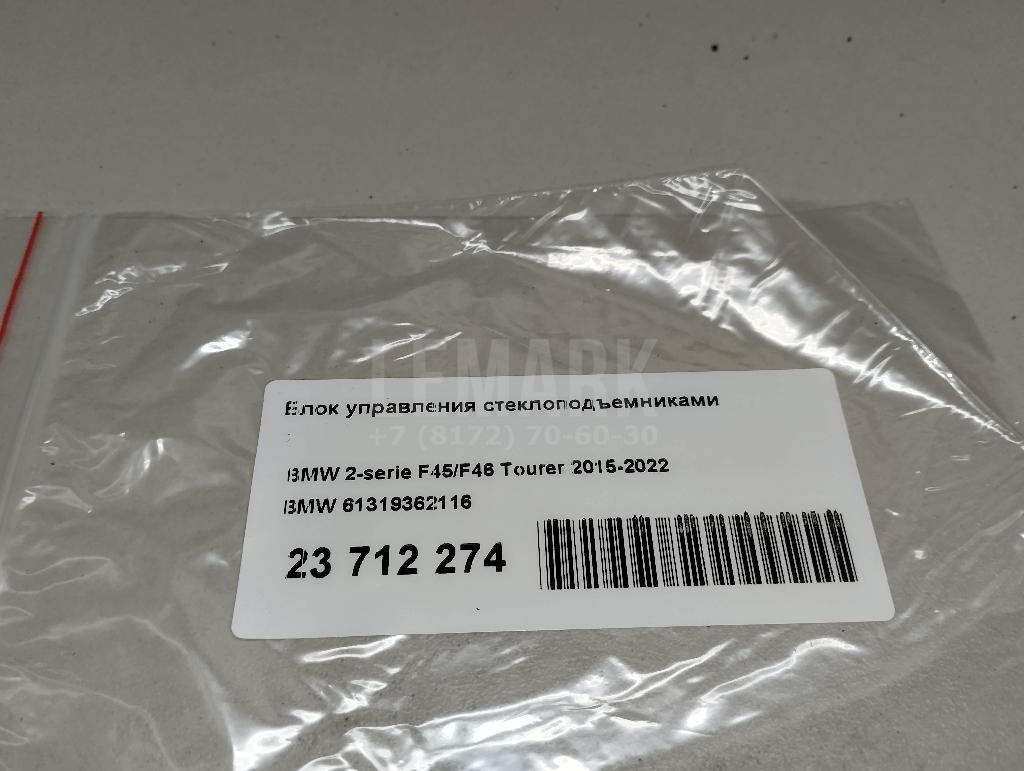 LEMARK
Блок управления стеклоподъемниками
+7 (8172) 70-60-30
BMW 2-serie F45/F46 Tourer 2015-2022
BMW 61319362116
23 712 274